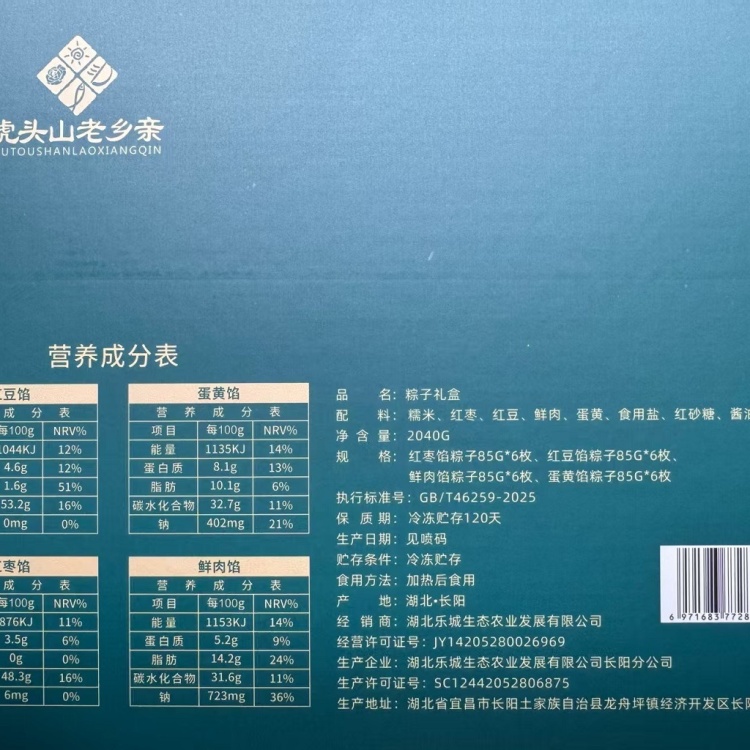 虎头山老乡亲
UTOUSHANLAOXIANGQIN
营养成分表
豆馅
成 分 表
每100g NRV%
1044KJ 12%
4.6g 12%
1.6g 51%
53.2g 16%
0mg 0%
蛋黄馅
营 养 成 分 表
项目 每100g NRV%
能量 1135KJ 14%
蛋白质 8.1g 13%
脂肪 10.1g 6%
碳水化合物 32.7g 11%
钠 402mg 21%
枣馅
成 分 表
每100g NRV%
876KJ 11%
3.5g 6%
0g 0%
48.3g 16%
6mg 0%
鲜肉馅
营 养 成 分 表
项目 每100g NRV%
能量 1153KJ 14%
蛋白质 5.2g 9%
脂肪 14.2g 24%
碳水化合物 31.6g 11%
钠 723mg 36%
品 名：粽子礼盒
配 料：糯米、红枣、红豆、鲜肉、蛋黄、食用盐、红砂糖、酱油
净 含 量：2040G
规 格：红枣馅粽子85G*6枚、红豆馅粽子85G*6枚、
鲜肉馅粽子85G*6枚、蛋黄馅粽子85G*6枚
执行标准号：GB/T46259-2025
保 质 期：冷冻贮存120天
生产日期：见喷码
贮存条件：冷冻贮存
食用方法：加热后食用
产 地：湖北•长阳
经 销 商：湖北乐城生态农业发展有限公司
经营许可证号：JY14205280026969
生产企业：湖北乐城生态农业发展有限公司长阳分公司
生产许可证号：SC12442052806875
生产地址：湖北省宜昌市长阳土家族自治县龙舟坪镇经济开发区长阳
6 971683 7728